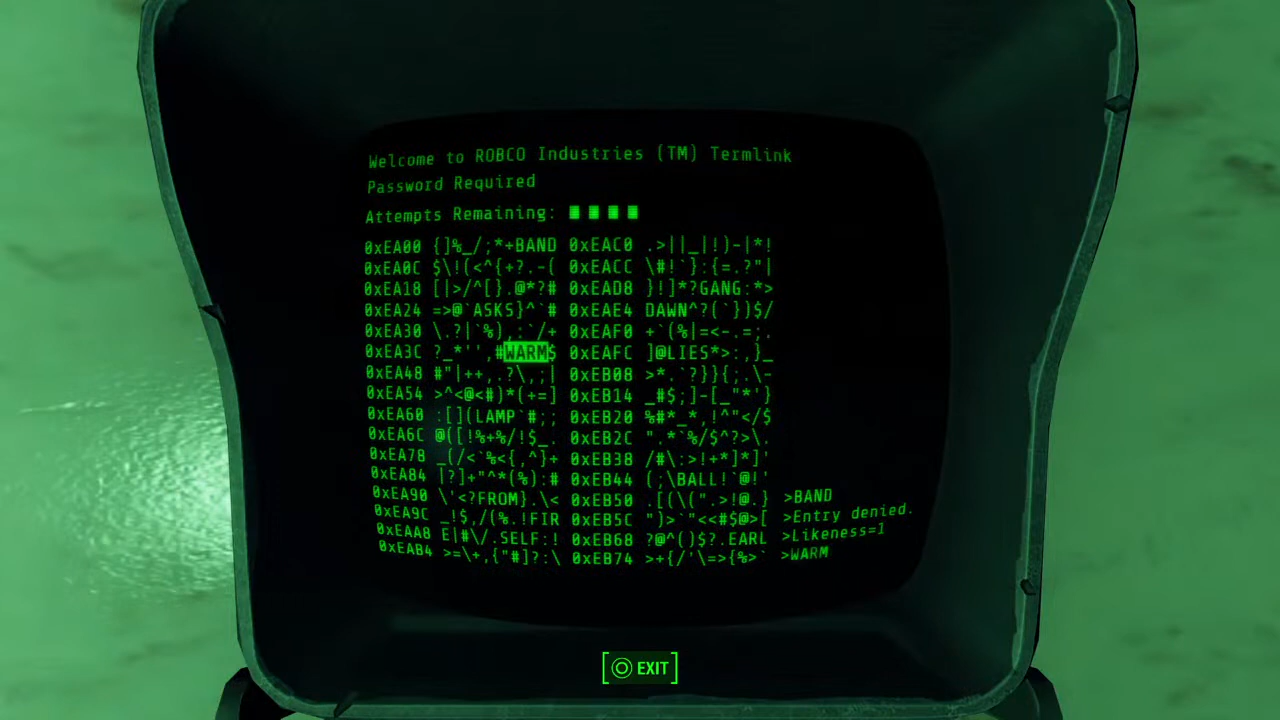 Welcome to ROBCO Industries (TM) Termlink
Password Required
Attempts Remaining:
0xEA00 {]%_/;*+BAND 0xEAC0 .>||_|!)-|*!
0xEA0C $\!(<^{+?.-( 0xEACC \#!`}:{=.?"|
0xEA18 [|>/^[}.@*?# 0xEAD8 }!]*?GANG:*>
0xEA24 =>@`ASKS}^`# 0xEAE4 DAWN^?(`})$/
0xEA30 \.?|`%),:`/+ 0xEAF0 +`(%|=<-.=;.
0xEA3C ?_*'',#WARM$ 0xEAFC ]@LIES*>:,}_
0xEA48 #"|++,.?\,;| 0xEB08 >*.`?}}{;.\-
0xEA54 >^<@<#)*(+=] 0xEB14 _#$;]-[_"*'}
0xEA60 :[](LAMP`#;; 0xEB20 %#*_*,!^"</$
0xEA6C @([!%+%/!$_. 0xEB2C ".*`%/$^?>\.
0xEA78 _(/<`%<{,^}+ 0xEB38 /#\:>!+*]*]'
0xEA84 |?]+"^*(%):# 0xEB44 (;\BALL!`@!'
0xEA90 \'<?FROM}.\< 0xEB50 .[(\(".>!@.} >BAND
0xEA9C _!$,/(%.!FIR 0xEB5C ")>`"<<#$@>[ >Entry denied.
0xEAA8 E|#\/.SELF:! 0xEB68 ?@^()$?.EARL >Likeness=1
0xEAB4 >=\+,{"#]?:\ 0xEB74 >+{/'\=>{%>` >WARM
EXIT